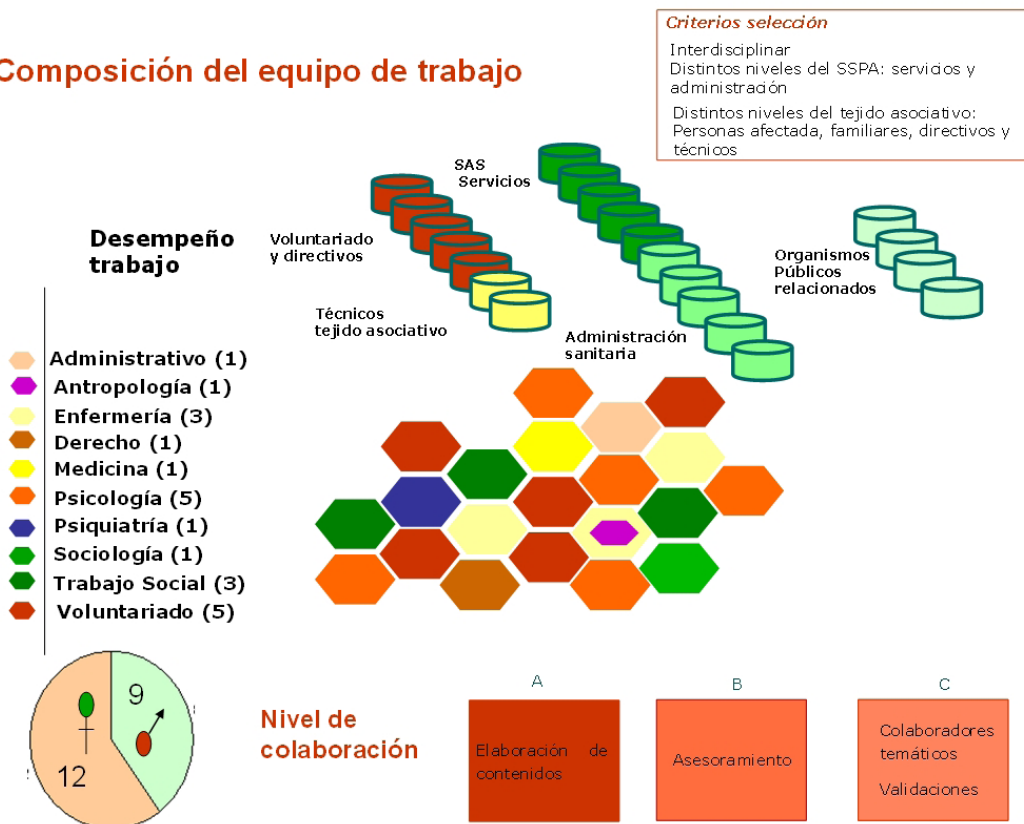 Composición del equipo de trabajo
Criterios selección
Interdisciplinar
Distintos niveles del SSPA: servicios y
administración
Distintos niveles del tejido asociativo:
Personas afectada, familiares, directivos y
técnicos
SAS
Servicios
Voluntariado
y directivos
Técnicos
tejido asociativo
Administración
sanitaria
Organismos
Públicos
relacionados
Desempeño
trabajo
Administrativo (1)
Antropología (1)
Enfermería (3)
Derecho (1)
Medicina (1)
Psicología (5)
Psiquiatría (1)
Sociología (1)
Trabajo Social (3)
Voluntariado (5)
9
12
Nivel de
colaboración
A
Elaboración de
contenidos
B
Asesoramiento
C
Colaboradores
temáticos
Validaciones